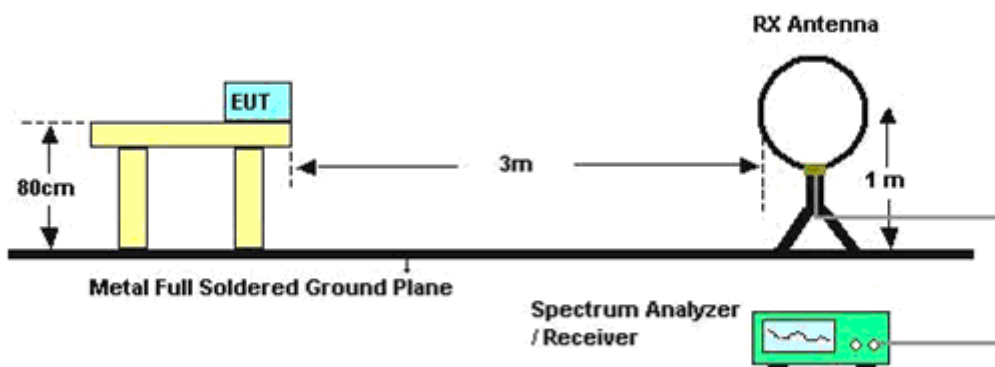 RX Antenna
EUT
3m
80cm
1 m
Metal Full Soldered Ground Plane
Spectrum Analyzer
/ Receiver